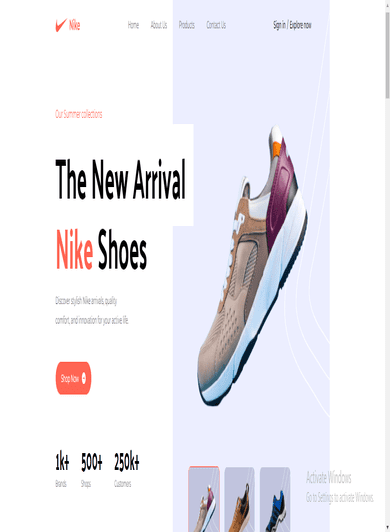 Nike
Home About Us Products Contact Us
Sign in / Explore now
Our Summer collections
The New Arrival
Nike Shoes
Discover stylish Nike arrivals, quality
comfort, and innovation for your active life.
Shop Now
1k+ 500+ 250k+
Brands Shops Customers
Activate Windows
Go to Settings to activate Windows.